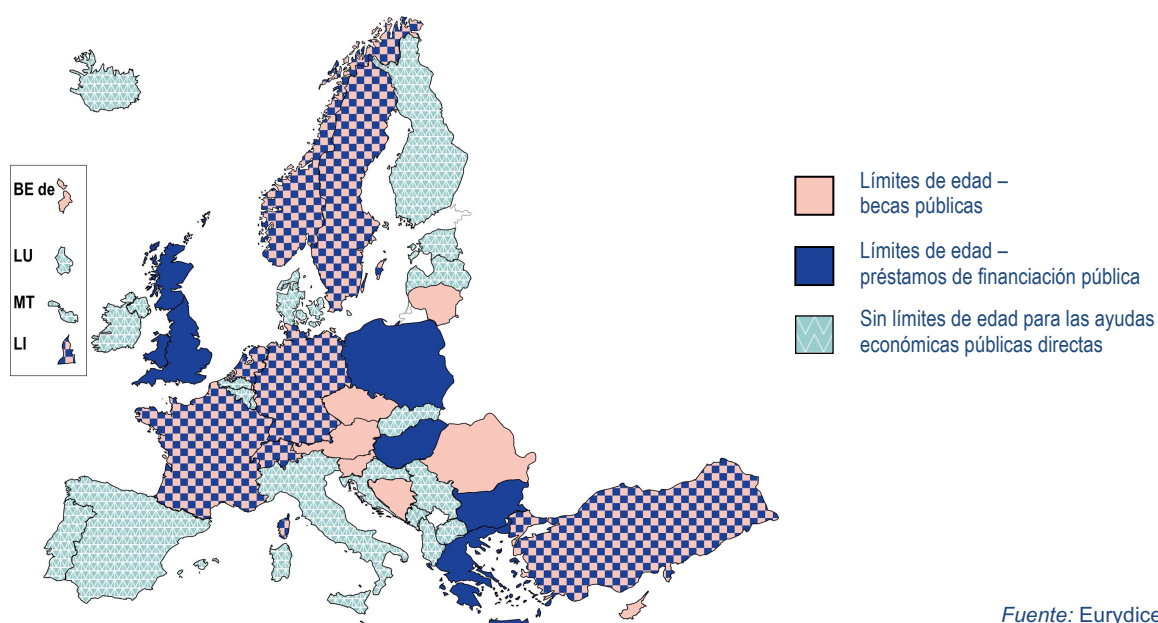 BE de
LU
MT
LI
Límites de edad –
becas públicas
Límites de edad –
préstamos de financiación pública
Sin límites de edad para las ayudas
económicas públicas directas
Fuente: Eurydice